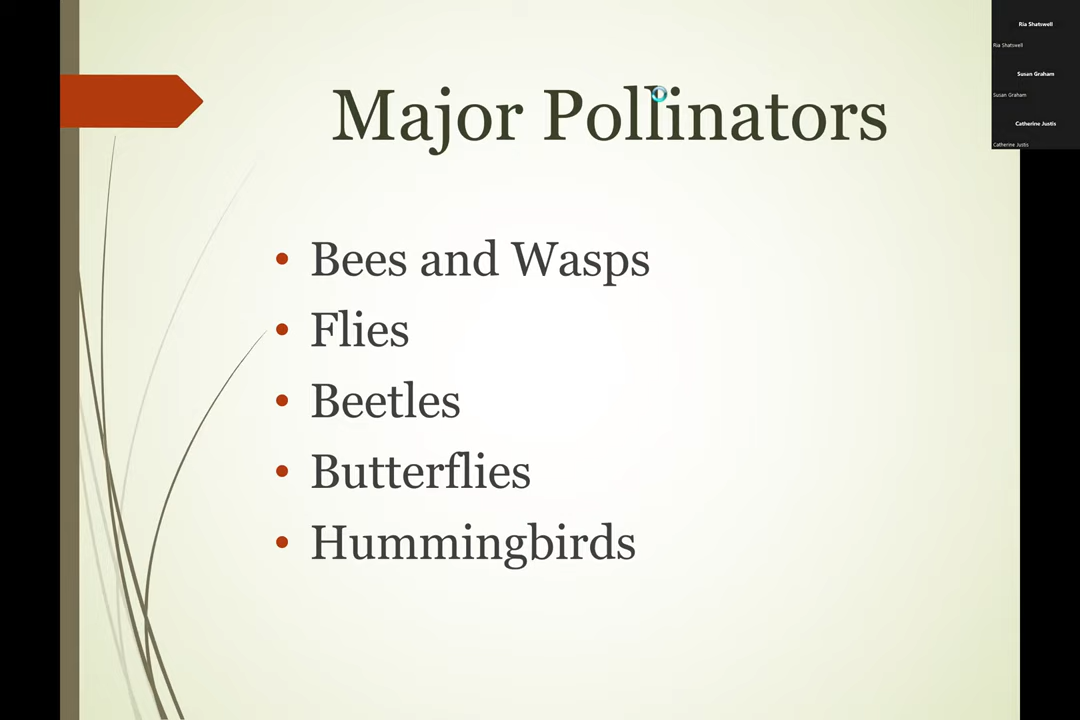 Major Pollinators
• Bees and Wasps
• Flies
• Beetles
• Butterflies
• Hummingbirds
Ria Shatswell
Ria Shatswell
Susan Graham
Susan Graham
Catherine Justis
Catherine Justis